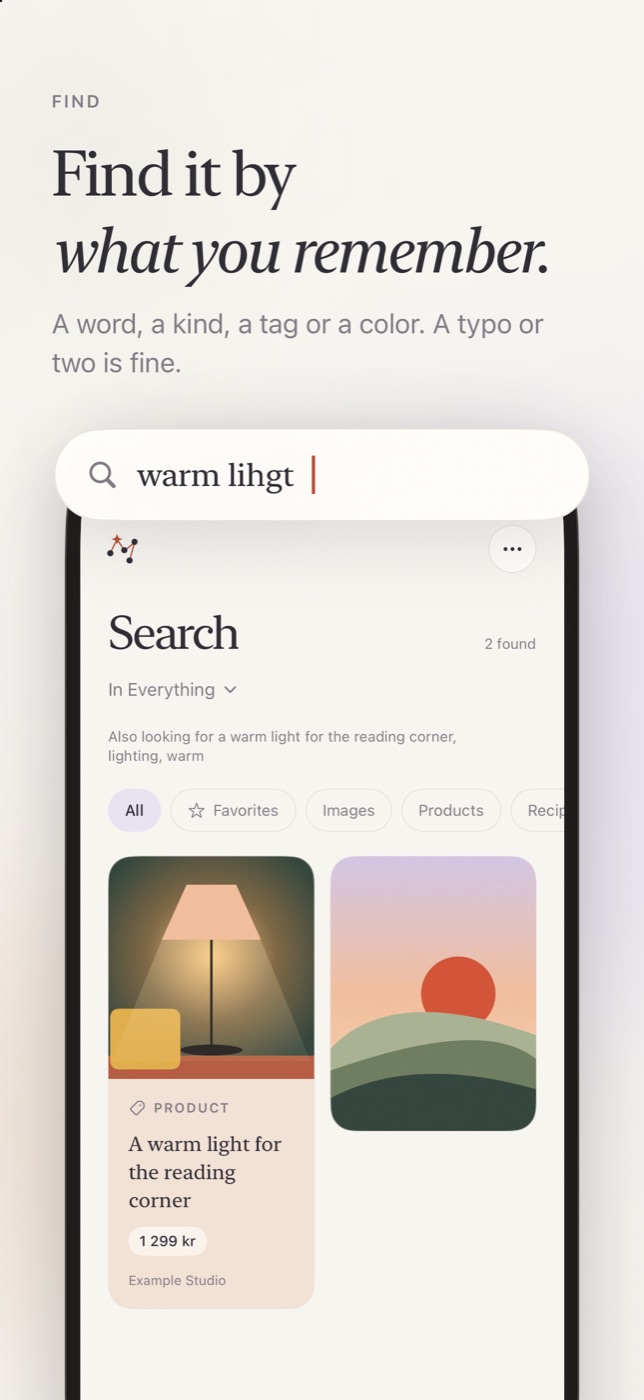 FIND
Find it by
what you remember.
A word, a kind, a tag or a color. A typo or
two is fine.
warm lihgt
Search
2 found
In Everything
Also looking for a warm light for the reading corner,
lighting, warm
All
Favorites
Images
Products
Recip
PRODUCT
A warm light for
the reading
corner
1 299 kr
Example Studio